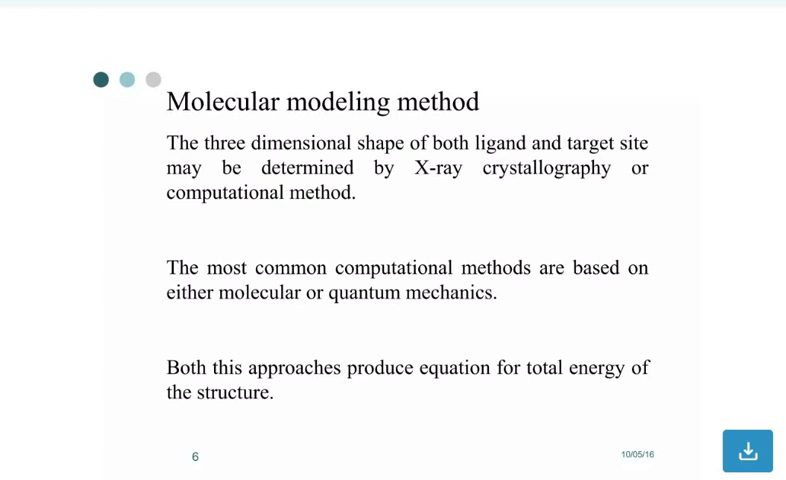 Molecular modeling method
The three dimensional shape of both ligand and target site
may be determined by X-ray crystallography or
computational method.
The most common computational methods are based on
either molecular or quantum mechanics.
Both this approaches produce equation for total energy of
the structure.
6
10/05/16